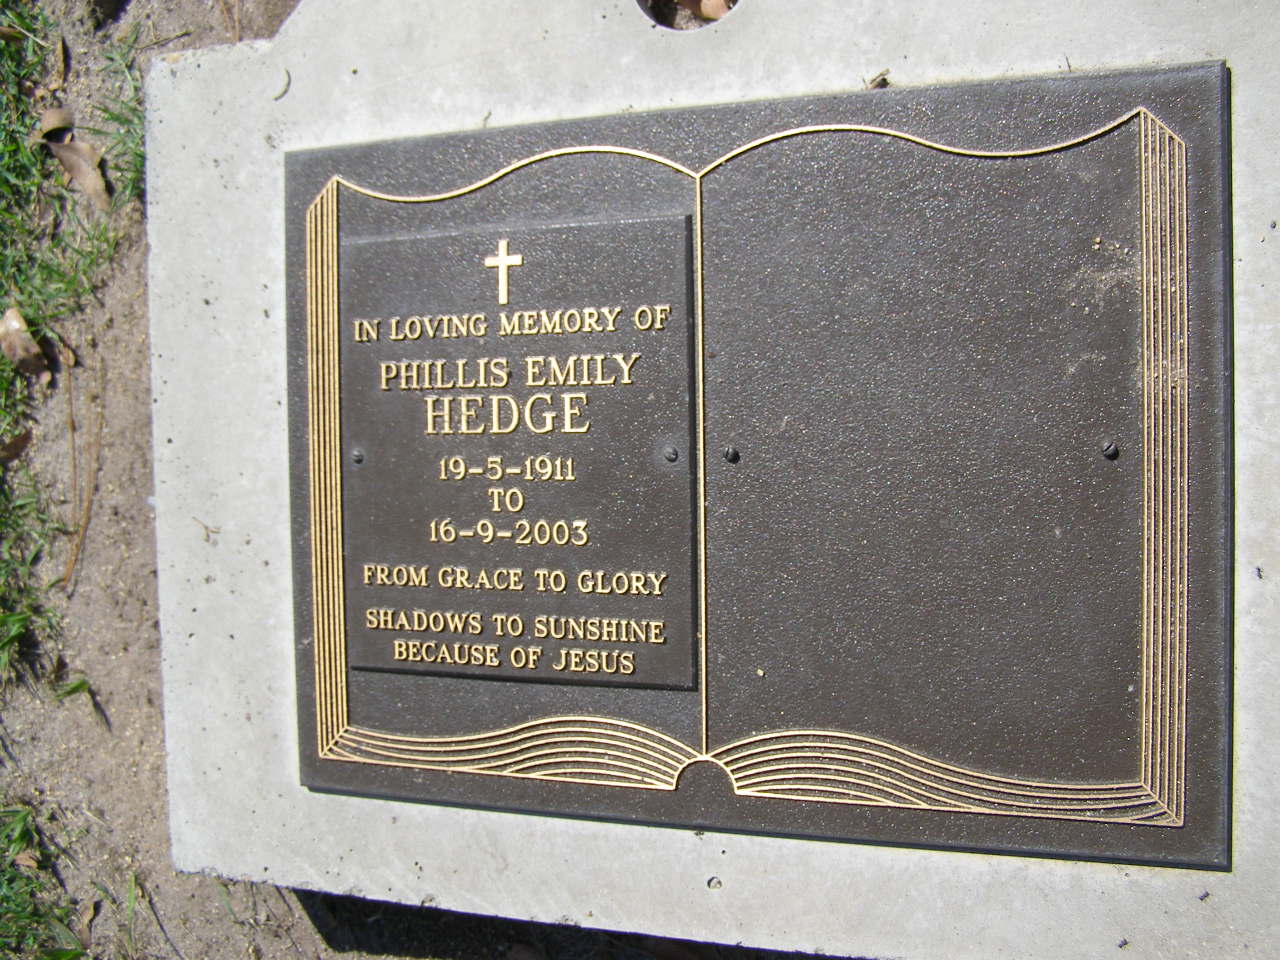 IN LOVING MEMORY OF
PHILLIS EMILY
HEDGE
19-5-1911
TO
16-9-2003
FROM GRACE TO GLORY
SHADOWS TO SUNSHINE
BECAUSE OF JESUS